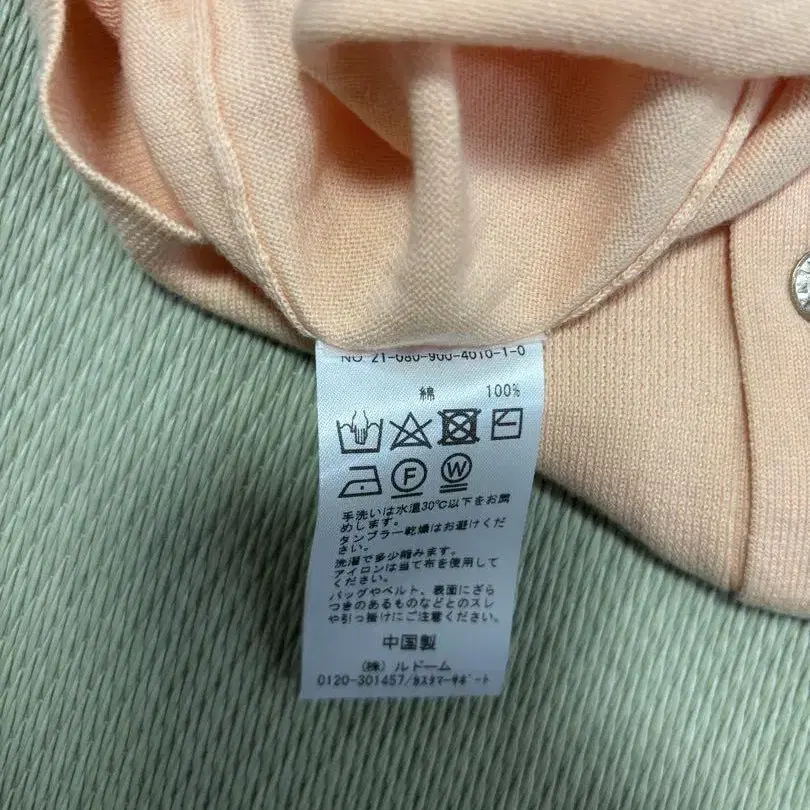 NO 21-080-900-4010-1-0
綿 100%
F W
手洗いは水温30℃以下をお薦
めします。
タンブラー乾燥はお避けくだ
さい。
洗濯で多少縮みます。
アイロンは当て布を使用して
ください。
バッグやベルト、表面にざら
つきのあるものなどとのスレ
や引っ掛けにご注意ください。
中国製
(株) ルドーム
0120-301457/カスタマーサポート